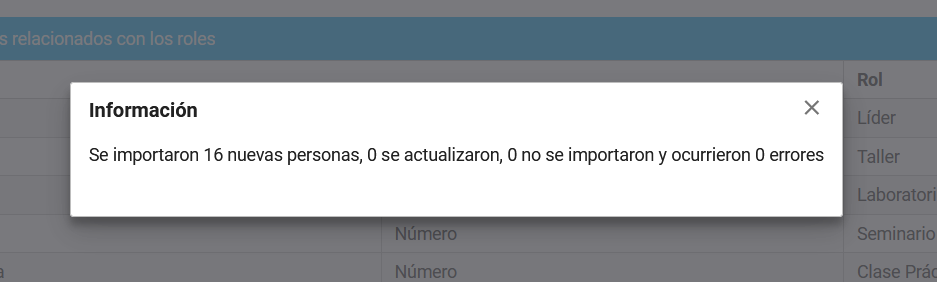 s relacionados con los roles
Rol
Información
Líder
Se importaron 16 nuevas personas, 0 se actualizaron, 0 no se importaron y ocurrieron 0 errores
Taller
Laboratori
Número
Seminario
a
Número
Clase Prác